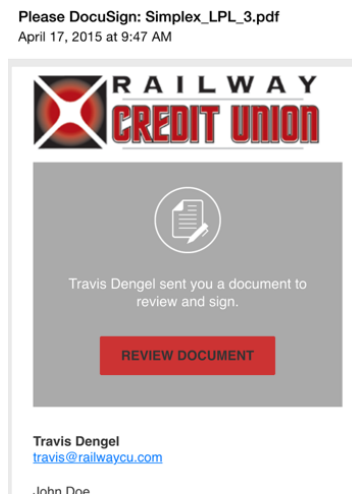 Please DocuSign: Simplex_LPL_3.pdf
April 17, 2015 at 9:47 AM
RAILWAY
CREDIT UNION
Travis Dengel sent you a document to
review and sign.
REVIEW DOCUMENT
Travis Dengel
travis@railwaycu.com
John Doe